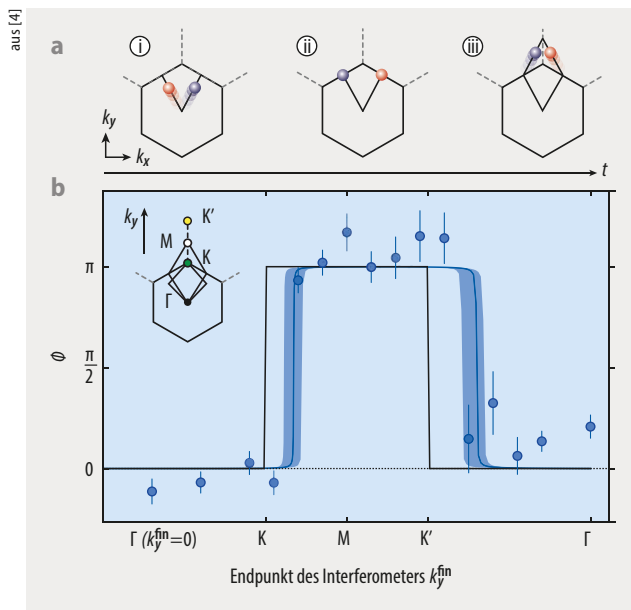 aus [4]
a
i
ii
iii
k_y
k_x
t
b
k_y
K'
M
K
Γ
π
π/2
0
Φ
Γ (k_y^fin=0)
K
M
K'
Γ
Endpunkt des Interferometers k_y^fin